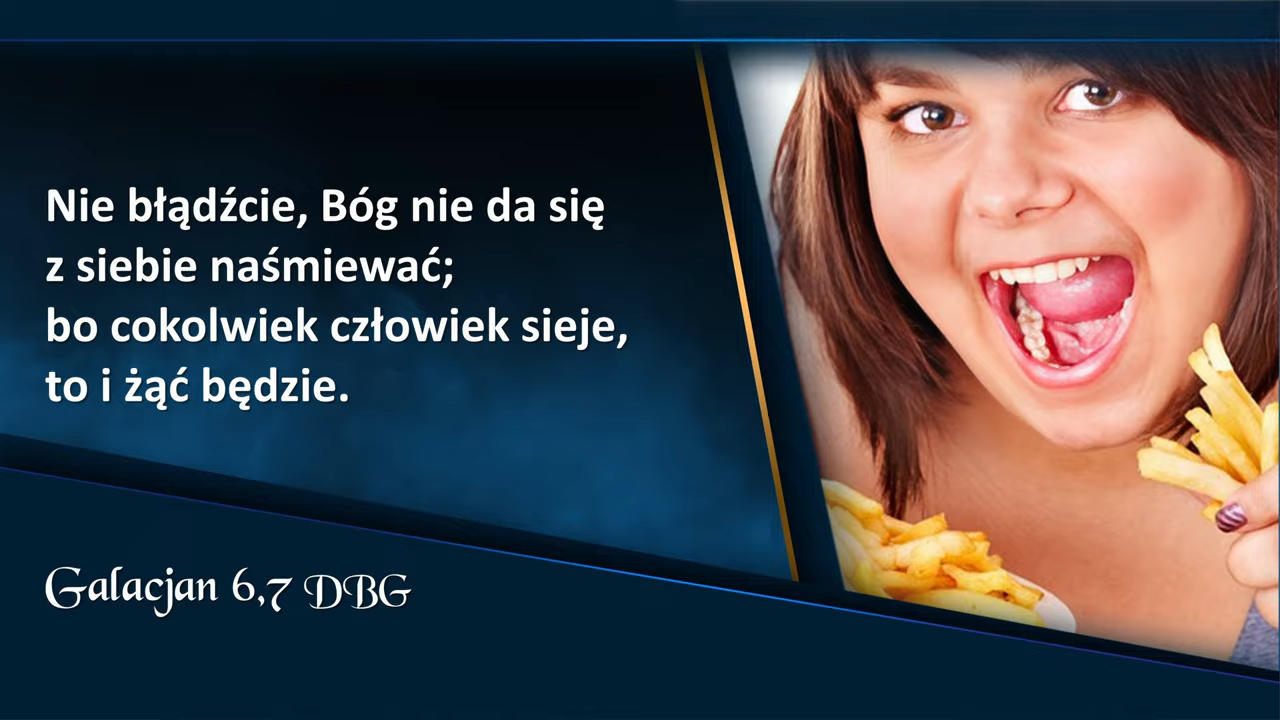 Nie błądźcie, Bóg nie da się
z siebie naśmiewać;
bo cokolwiek człowiek sieje,
to i żąć będzie.
Galacjan 6,7 DBG